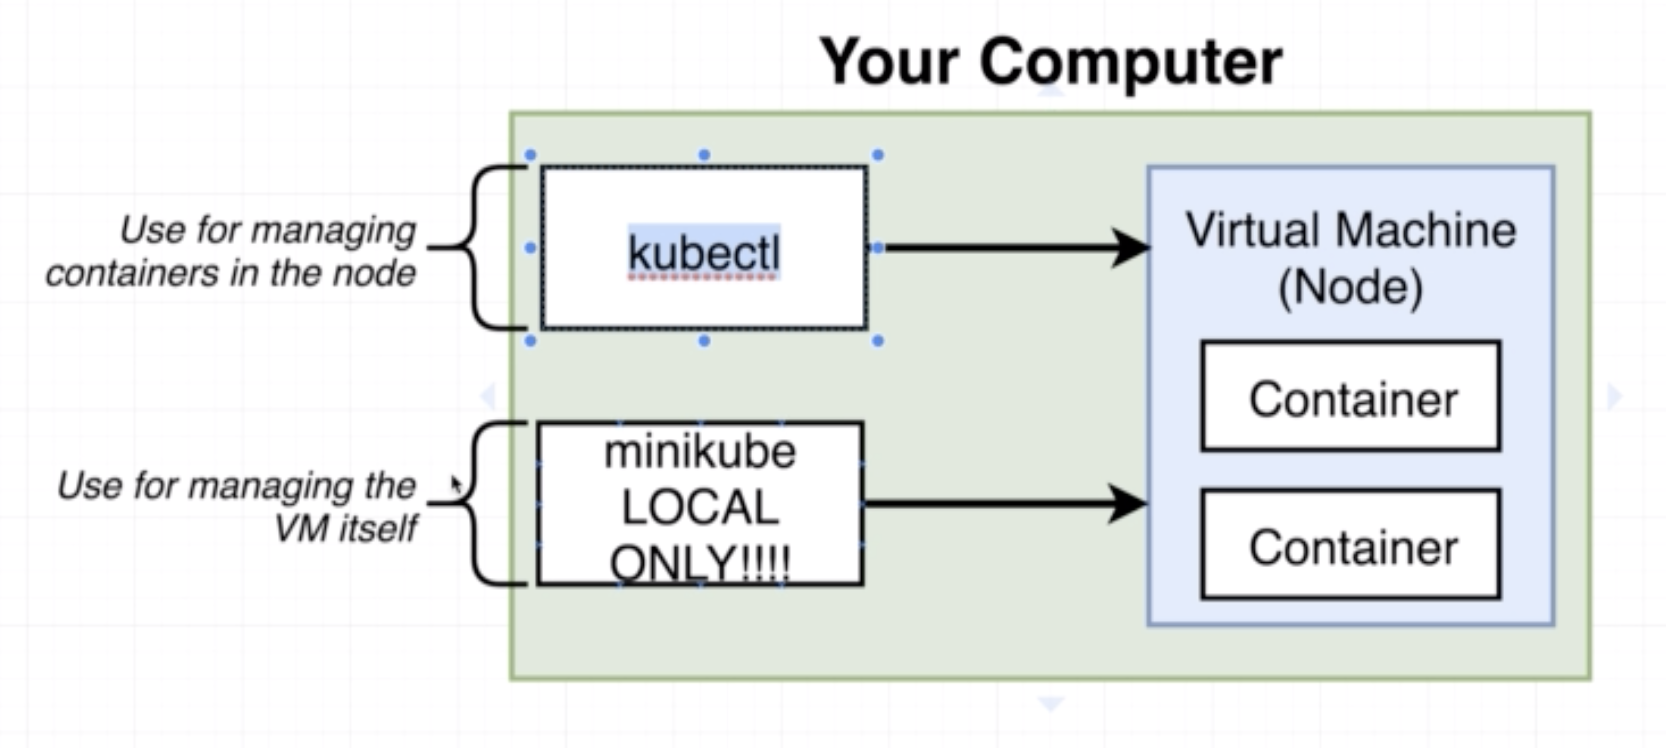 Your Computer
Use for managing
containers in the node
kubectl
Virtual Machine
(Node)
Container
Container
Use for managing the
VM itself
minikube
LOCAL
ONLY!!!!